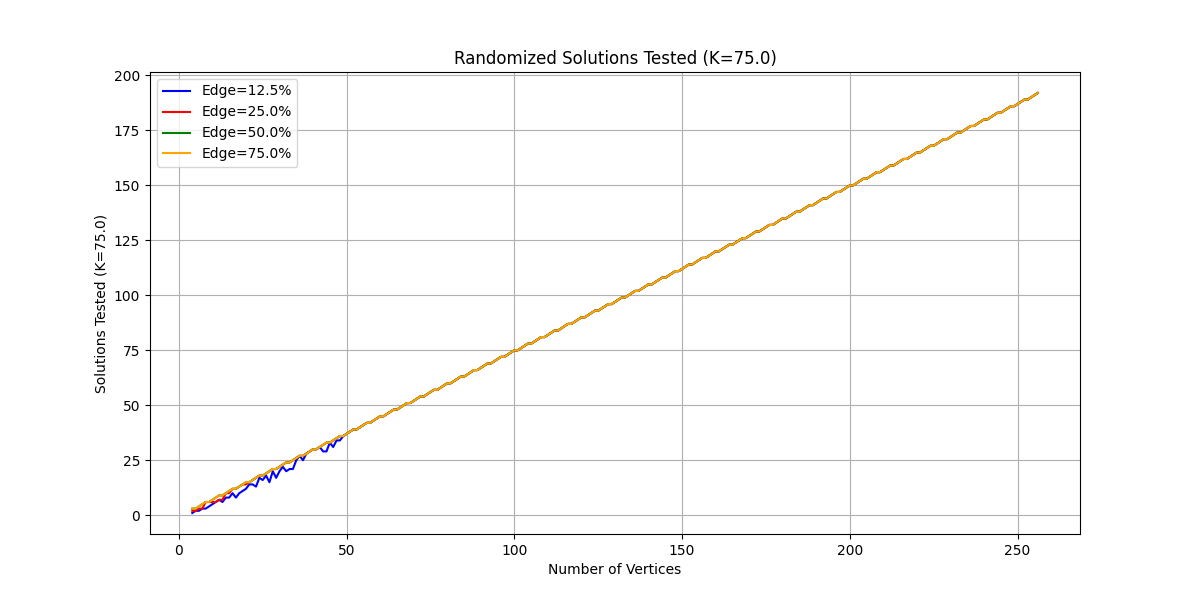 Randomized Solutions Tested (K=75.0)
Edge=12.5%
Edge=25.0%
Edge=50.0%
Edge=75.0%
Solutions Tested (K=75.0)
200
175
150
125
100
75
50
25
0
0 50 100 150 200 250
Number of Vertices